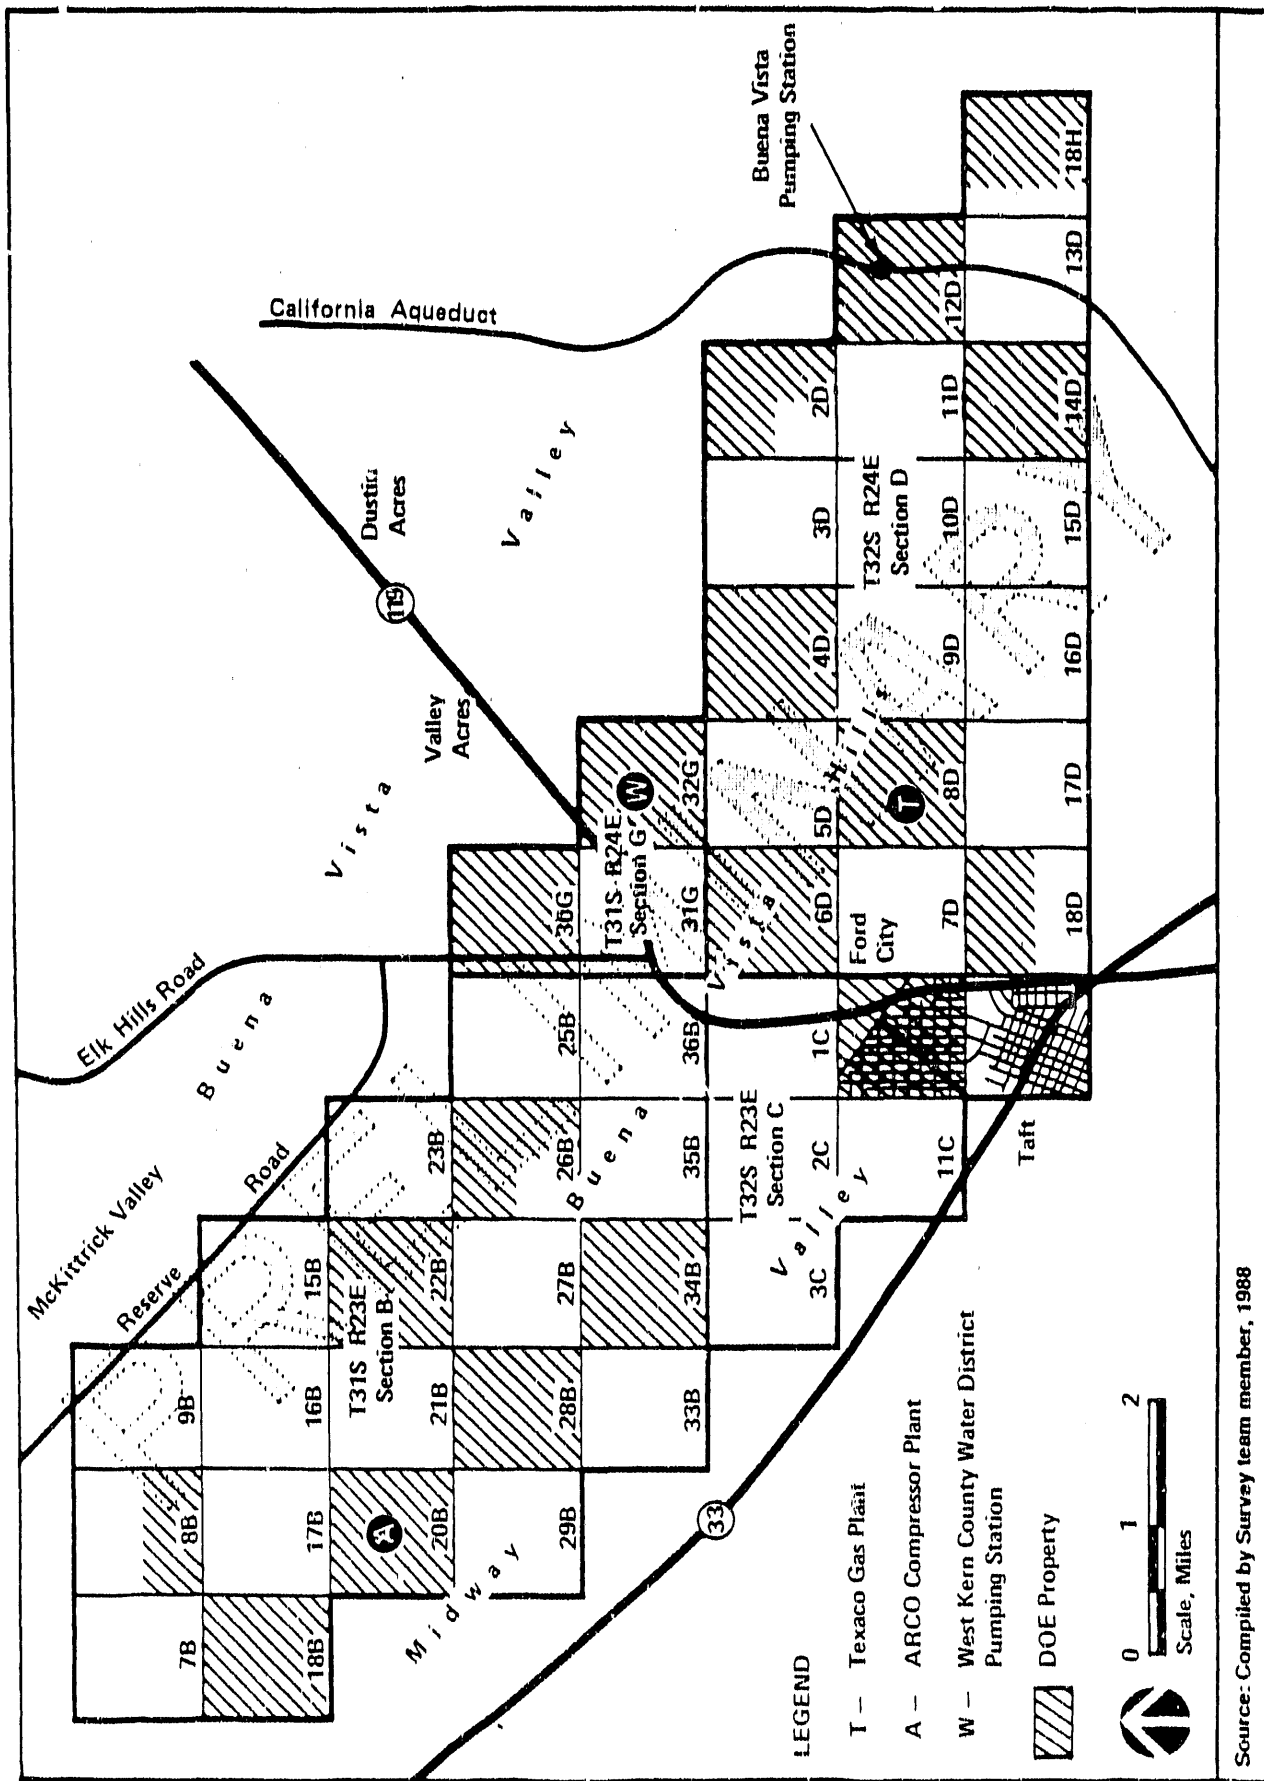 McKittrick Valley
Elk Hills Road
Reserve Road
Buena
Vista
Valley
California Aqueduct
Buena Vista
Pumping Station
Dustin
Acres
119
Valley
Acres
7B
8B
9B
18B
17B
16B
15B
T31S R23E
Section B
A
20B
21B
22B
23B
29B
28B
27B
26B
25B
30G
33B
34B
35B
36B
T31S R24E
Section G
31G
W
32G
Midway
Buena
Vista
Hills
Valley
T32S R23E
Section C
3C
2C
1C
6D
5D
4D
3D
2D
11C
Ford
City
7D
T
8D
9D
T32S R24E
Section D
10D
11D
12D
Taft
18D
17D
16D
15D
14D
13D
18H
33
PRELIMINARY
LEGEND
T – Texaco Gas Plant
A – ARCO Compressor Plant
W – West Kern County Water District
Pumping Station
DOE Property
0 1 2
Scale, Miles
Source: Compiled by Survey team member, 1988